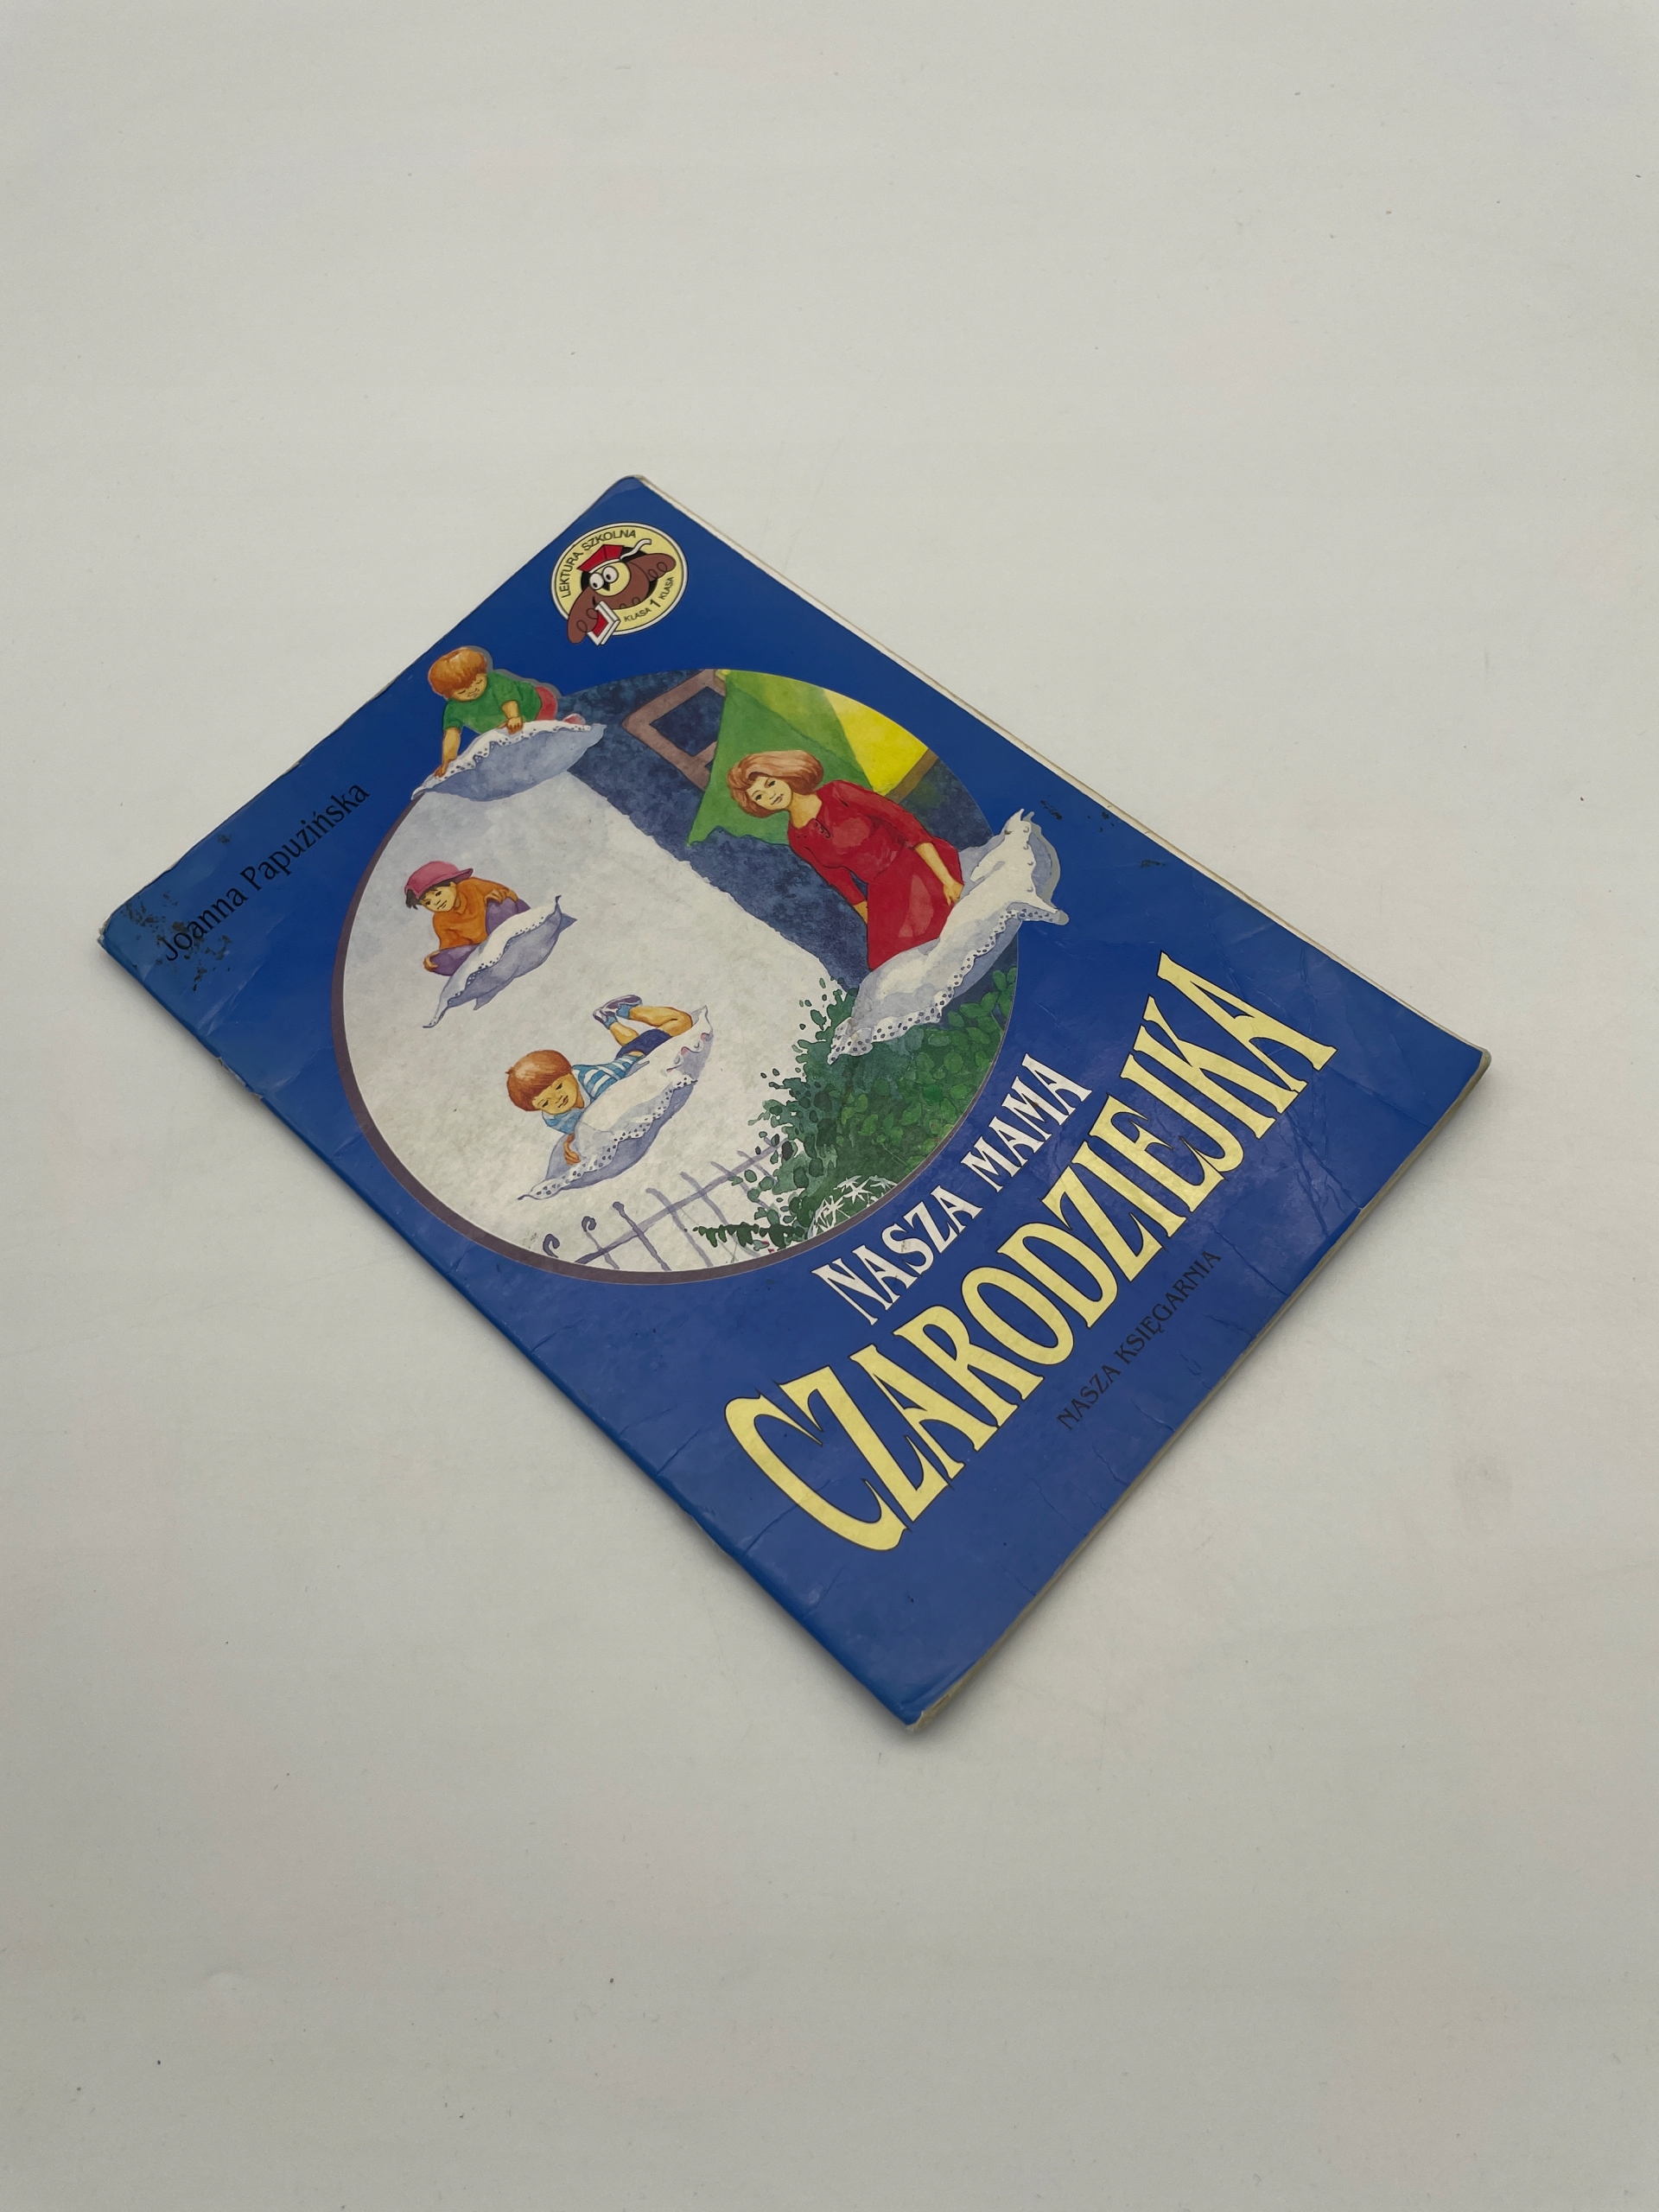 LEKTURA SZKOLNA
KLASA 1 KLASA
Joanna Papuzińska
NASZA MAMA
CZARODZIEJKA
NASZA KSIĘGARNIA